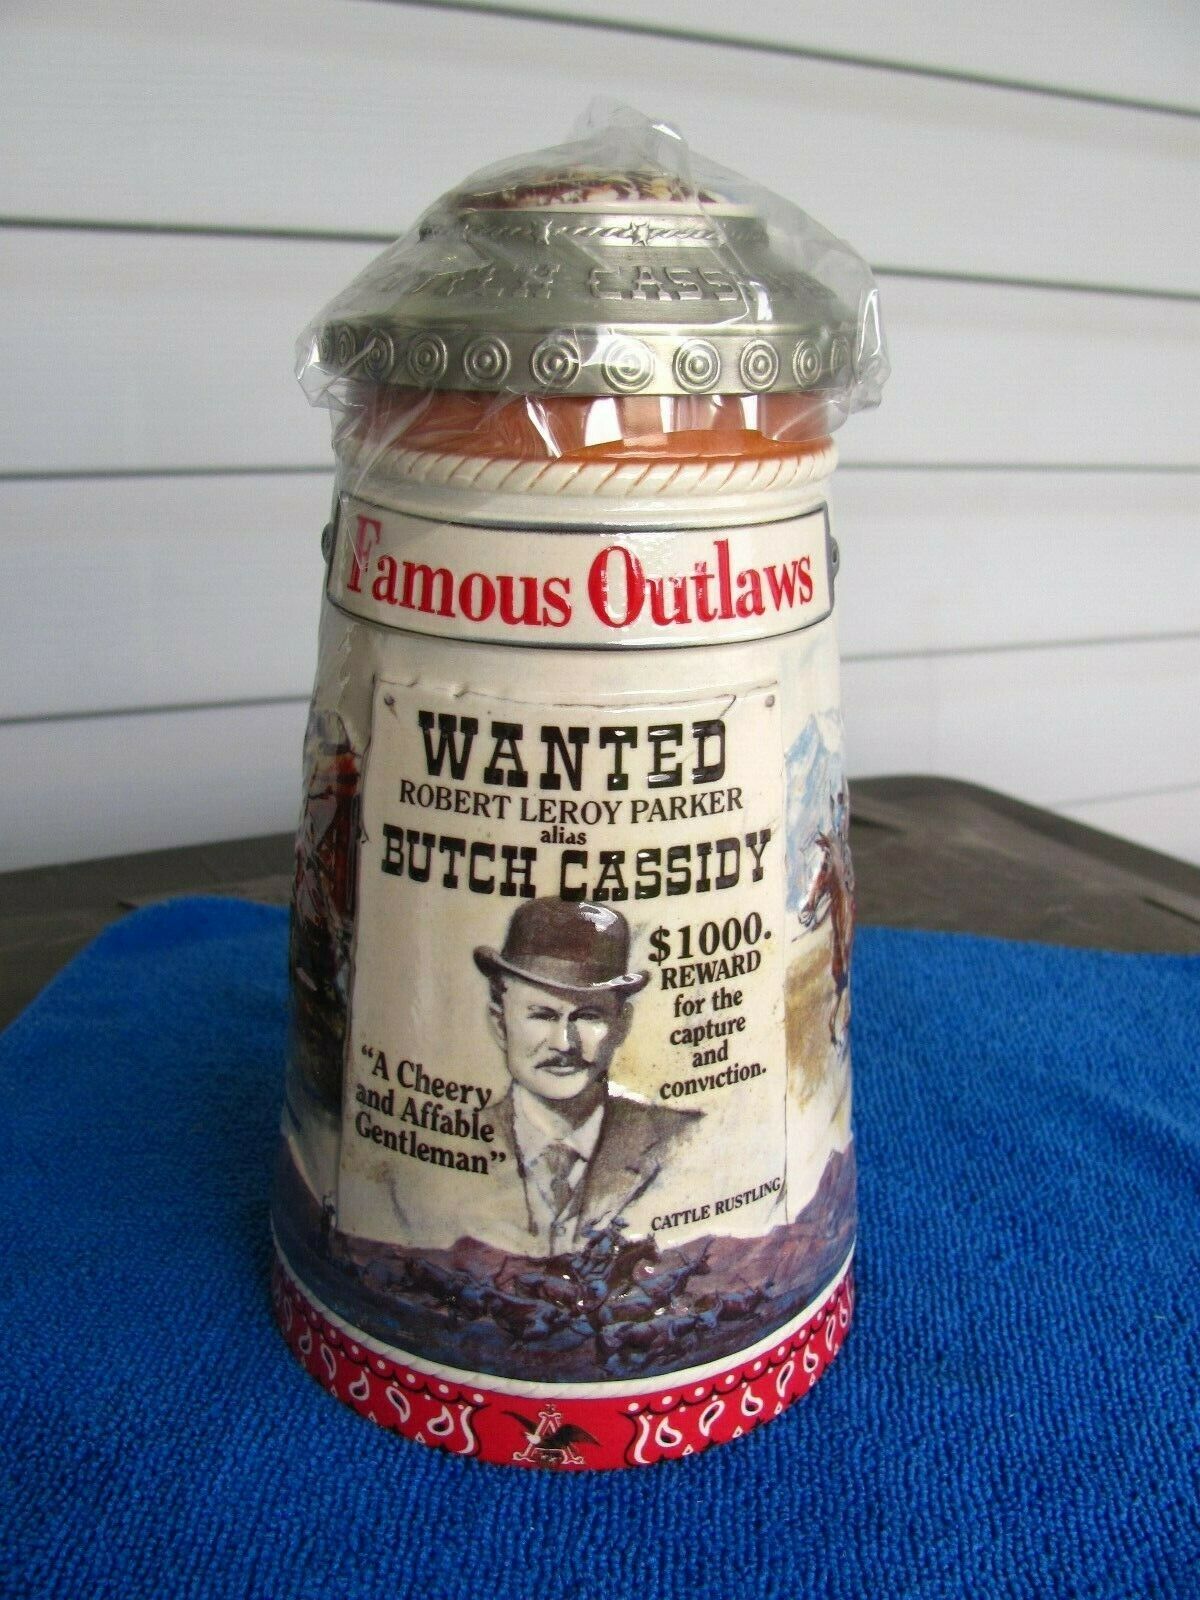 CASSIDY
Famous Outlaws
WANTED
ROBERT LEROY PARKER
alias
BUTCH CASSIDY
$1000.
REWARD
for the
capture
and
conviction.
"A Cheery
and Affable
Gentleman"
CATTLE RUSTLING
A